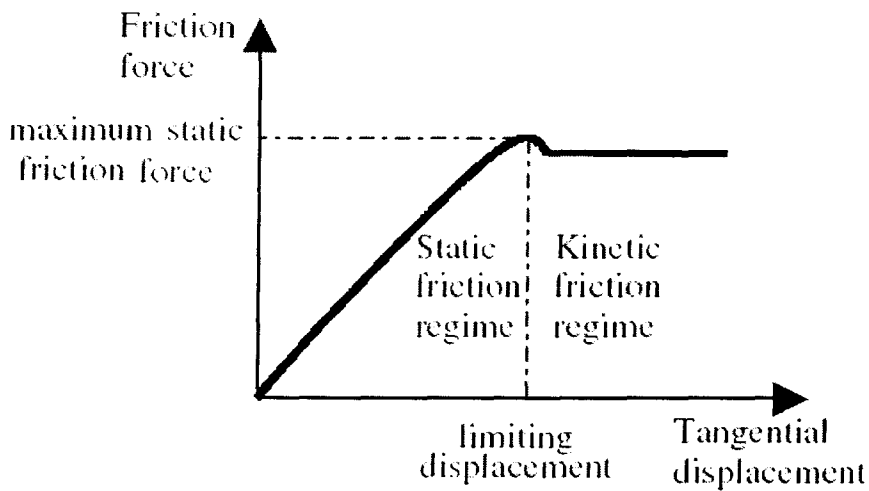 Friction
force
maximum static
friction force
Static
friction
regime
Kinetic
friction
regime
limiting
displacement
Tangential
displacement